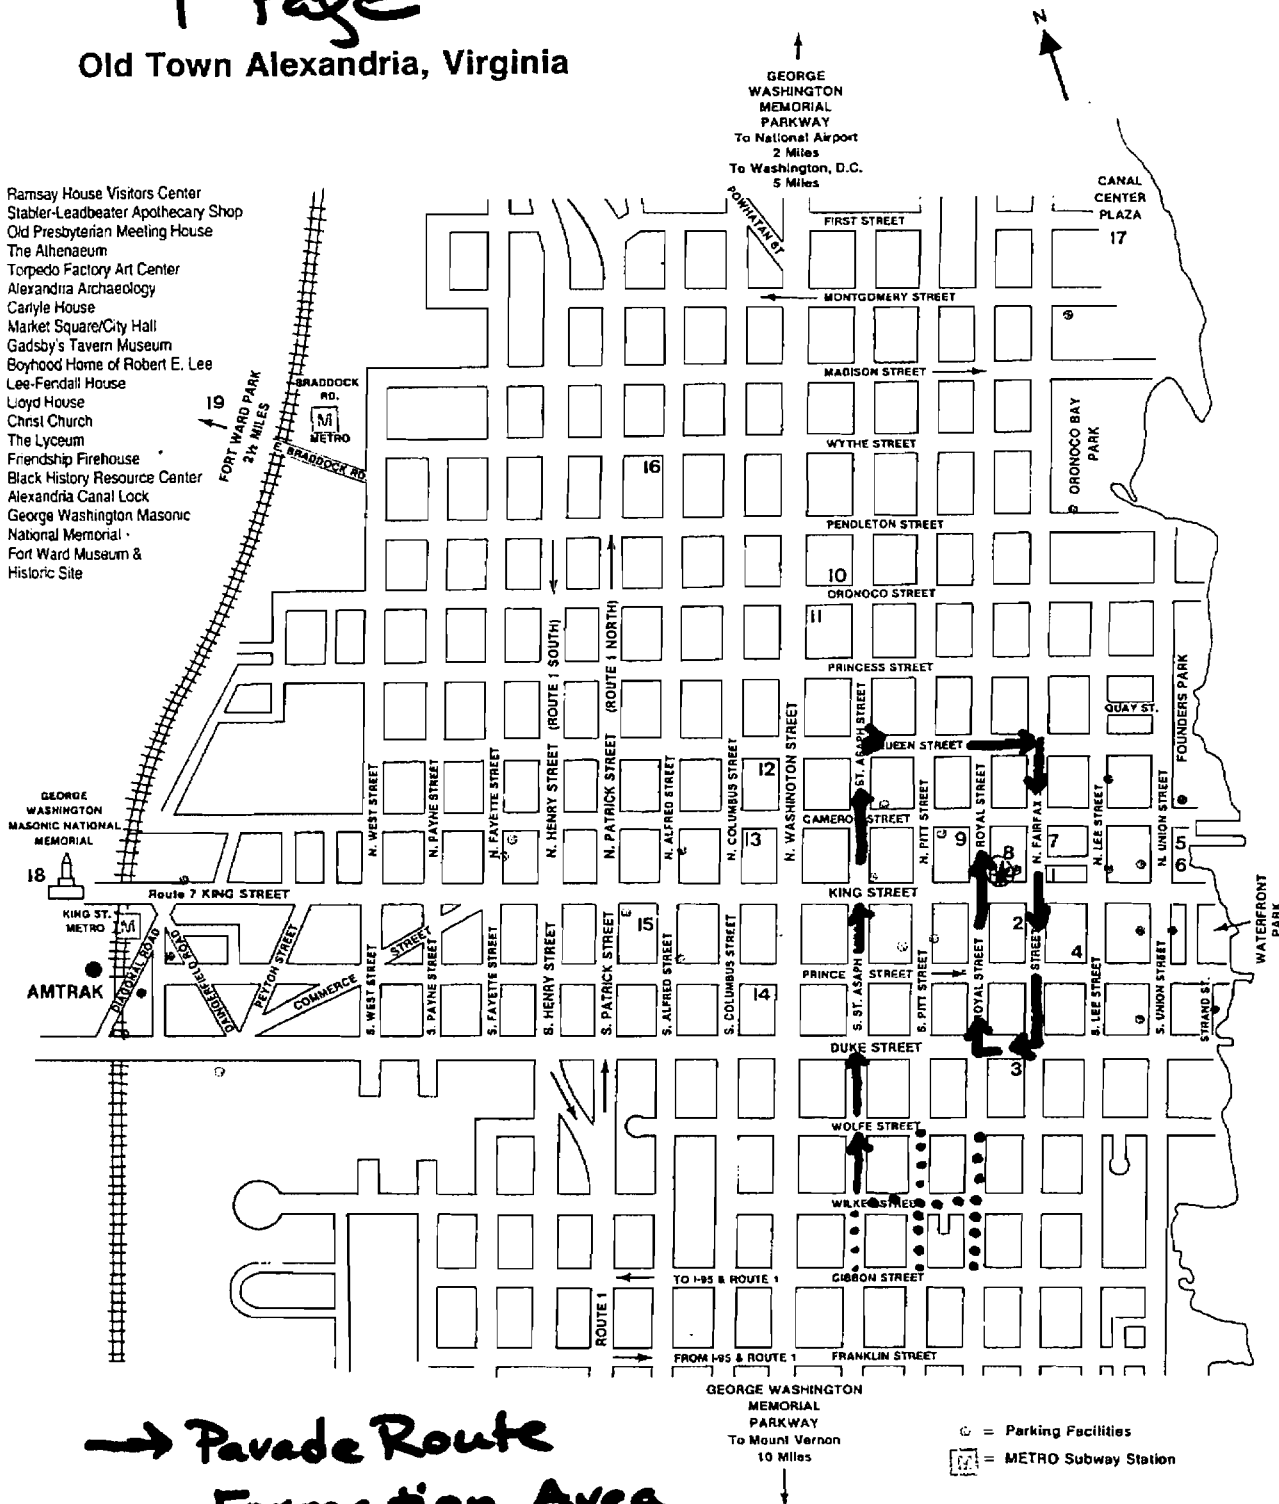 1 Page
Old Town Alexandria, Virginia
N
GEORGE
WASHINGTON
MEMORIAL
PARKWAY
To National Airport
2 Miles
To Washington, D.C.
5 Miles
Ramsay House Visitors Center
Stabler-Leadbeater Apothecary Shop
Old Presbyterian Meeting House
The Athenaeum
Torpedo Factory Art Center
Alexandria Archaeology
Carlyle House
Market Square/City Hall
Gadsby's Tavern Museum
Boyhood Home of Robert E. Lee
Lee-Fendall House
Lloyd House
Christ Church
The Lyceum
Friendship Firehouse
Black History Resource Center
Alexandria Canal Lock
George Washington Masonic
National Memorial
Fort Ward Museum &
Historic Site
CANAL
CENTER
PLAZA
17
POWHATAN ST
FIRST STREET
MONTGOMERY STREET
MADISON STREET
19
FORT WARD PARK
2½ MILES
BRADDOCK
RD.
M
METRO
BRADDOCK RD
WYTHE STREET
ORONOCO BAY
PARK
16
PENDLETON STREET
10
ORONOCO STREET
11
PRINCESS STREET
(ROUTE 1 SOUTH)
(ROUTE 1 NORTH)
QUAY ST.
FOUNDERS PARK
QUEEN STREET
N. WEST STREET
N. PAYNE STREET
N. FAYETTE STREET
N. HENRY STREET
N. PATRICK STREET
N. ALFRED STREET
N. COLUMBUS STREET
N. WASHINGTON STREET
ST. ASAPH STREET
N. PITT STREET
ROYAL STREET
N. FAIRFAX S
N. LEE STREET
N. UNION STREET
12
CAMERON STREET
13
9
8
7
5
6
1
GEORGE
WASHINGTON
MASONIC NATIONAL
MEMORIAL
18
Route 7 KING STREET
KING STREET
KING ST.
METRO
M
WATERFRONT
PARK
15
2
4
AMTRAK
DIAGONAL ROAD
DANGERFIELD ROAD
PEYTON STREET
COMMERCE
STREET
PRINCE STREET
S. WEST STREET
S. PAYNE STREET
S. FAYETTE STREET
S. HENRY STREET
S. PATRICK STREET
S. ALFRED STREET
S. COLUMBUS STREET
S. ST. ASAPH
S. PITT STREET
ROYAL STREET
STREET
S. LEE STREET
S. UNION STREET
STRAND ST.
14
DUKE STREET
3
WOLFE STREET
WILKES STREET
TO I-95 & ROUTE 1
GIBBON STREET
ROUTE 1
FROM I-95 & ROUTE 1
FRANKLIN STREET
GEORGE WASHINGTON
MEMORIAL
PARKWAY
To Mount Vernon
10 Miles
= Parking Facilities
M = METRO Subway Station
→ Parade Route
Formation Area